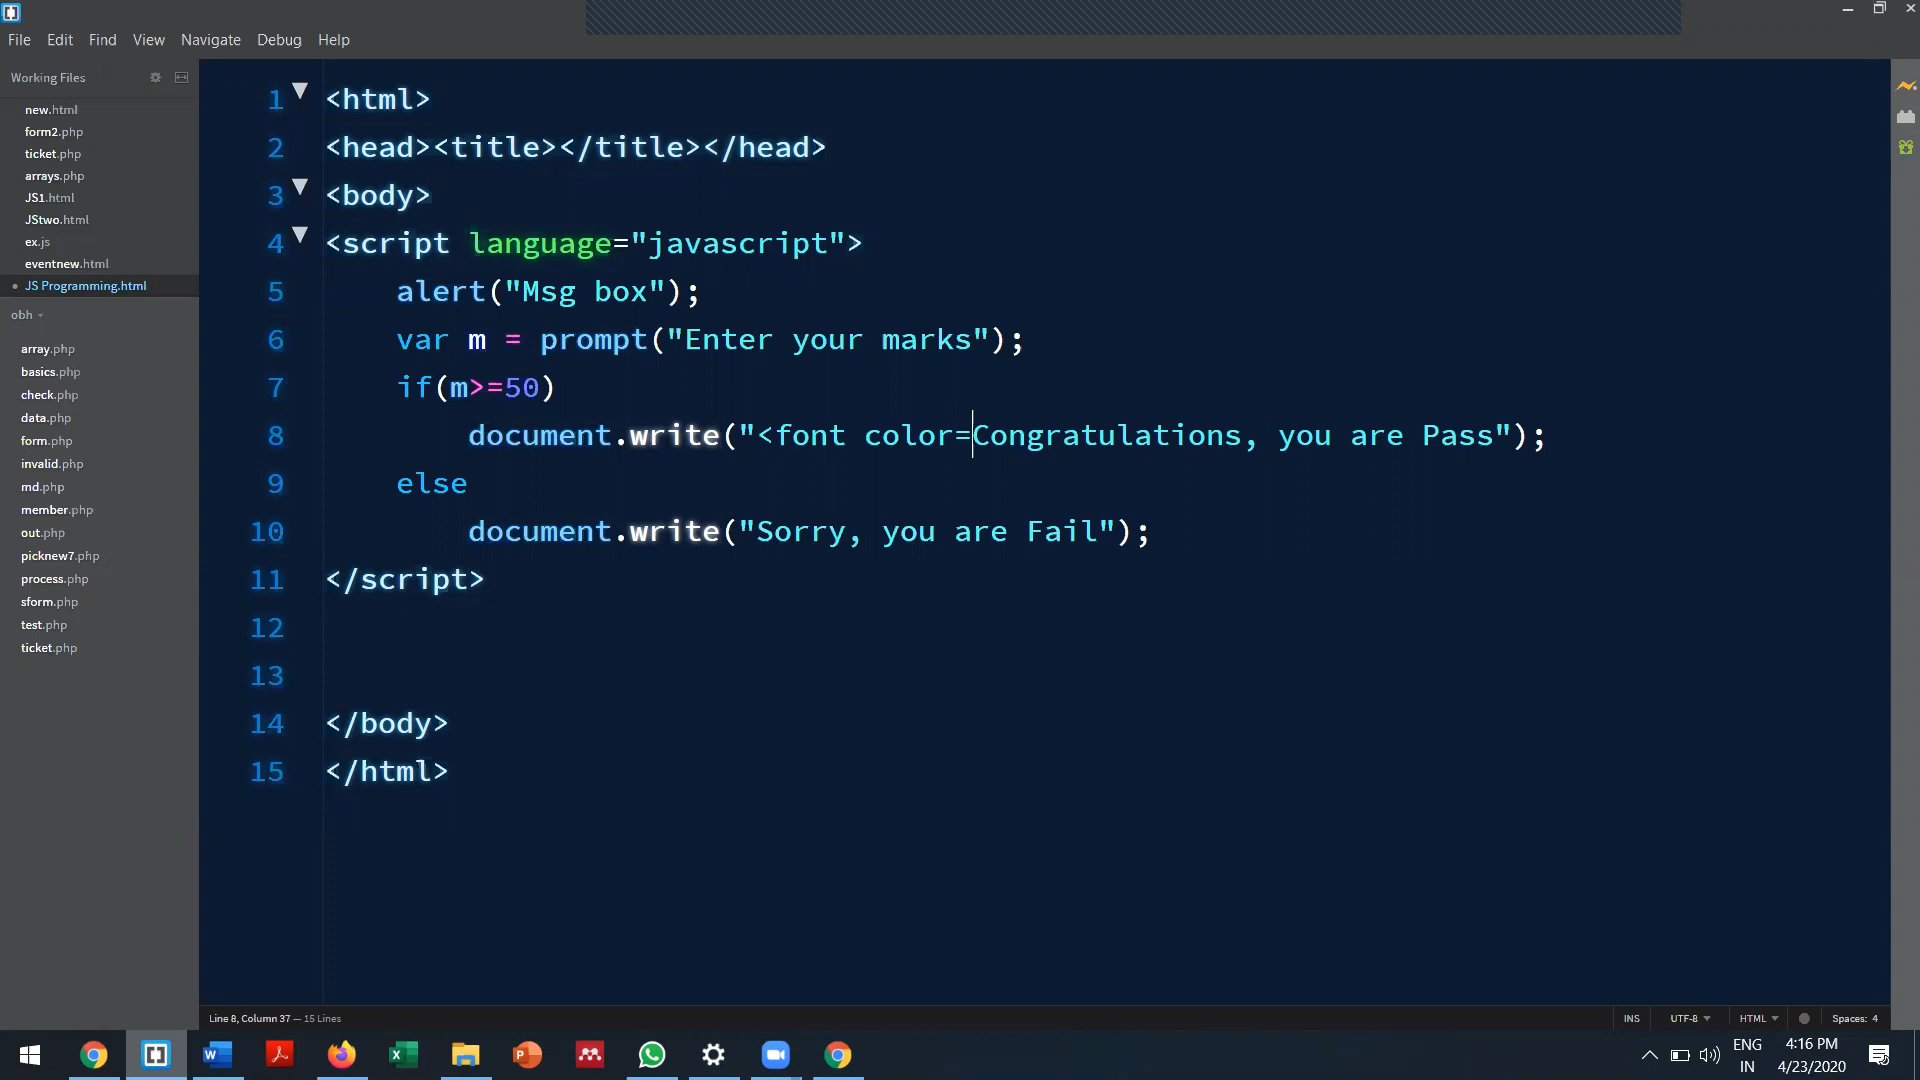 File Edit Find View Navigate Debug Help
Working Files
new.html
form2.php
ticket.php
arrays.php
JS1.html
JStwo.html
ex.js
eventnew.html
JS Programming.html
obh
array.php
basics.php
check.php
data.php
form.php
invalid.php
md.php
member.php
out.php
picknew7.php
process.php
sform.php
test.php
ticket.php
1 <html>
2 <head><title></title></head>
3 <body>
4 <script language="javascript">
5 alert("Msg box");
6 var m = prompt("Enter your marks");
7 if(m>=50)
8 document.write("<font color=Congratulations, you are Pass");
9 else
10 document.write("Sorry, you are Fail");
11 </script>
12
13
14 </body>
15 </html>
Line 8, Column 37 — 15 Lines
INS UTF-8 HTML Spaces: 4
ENG 4:16 PM
IN 4/23/2020